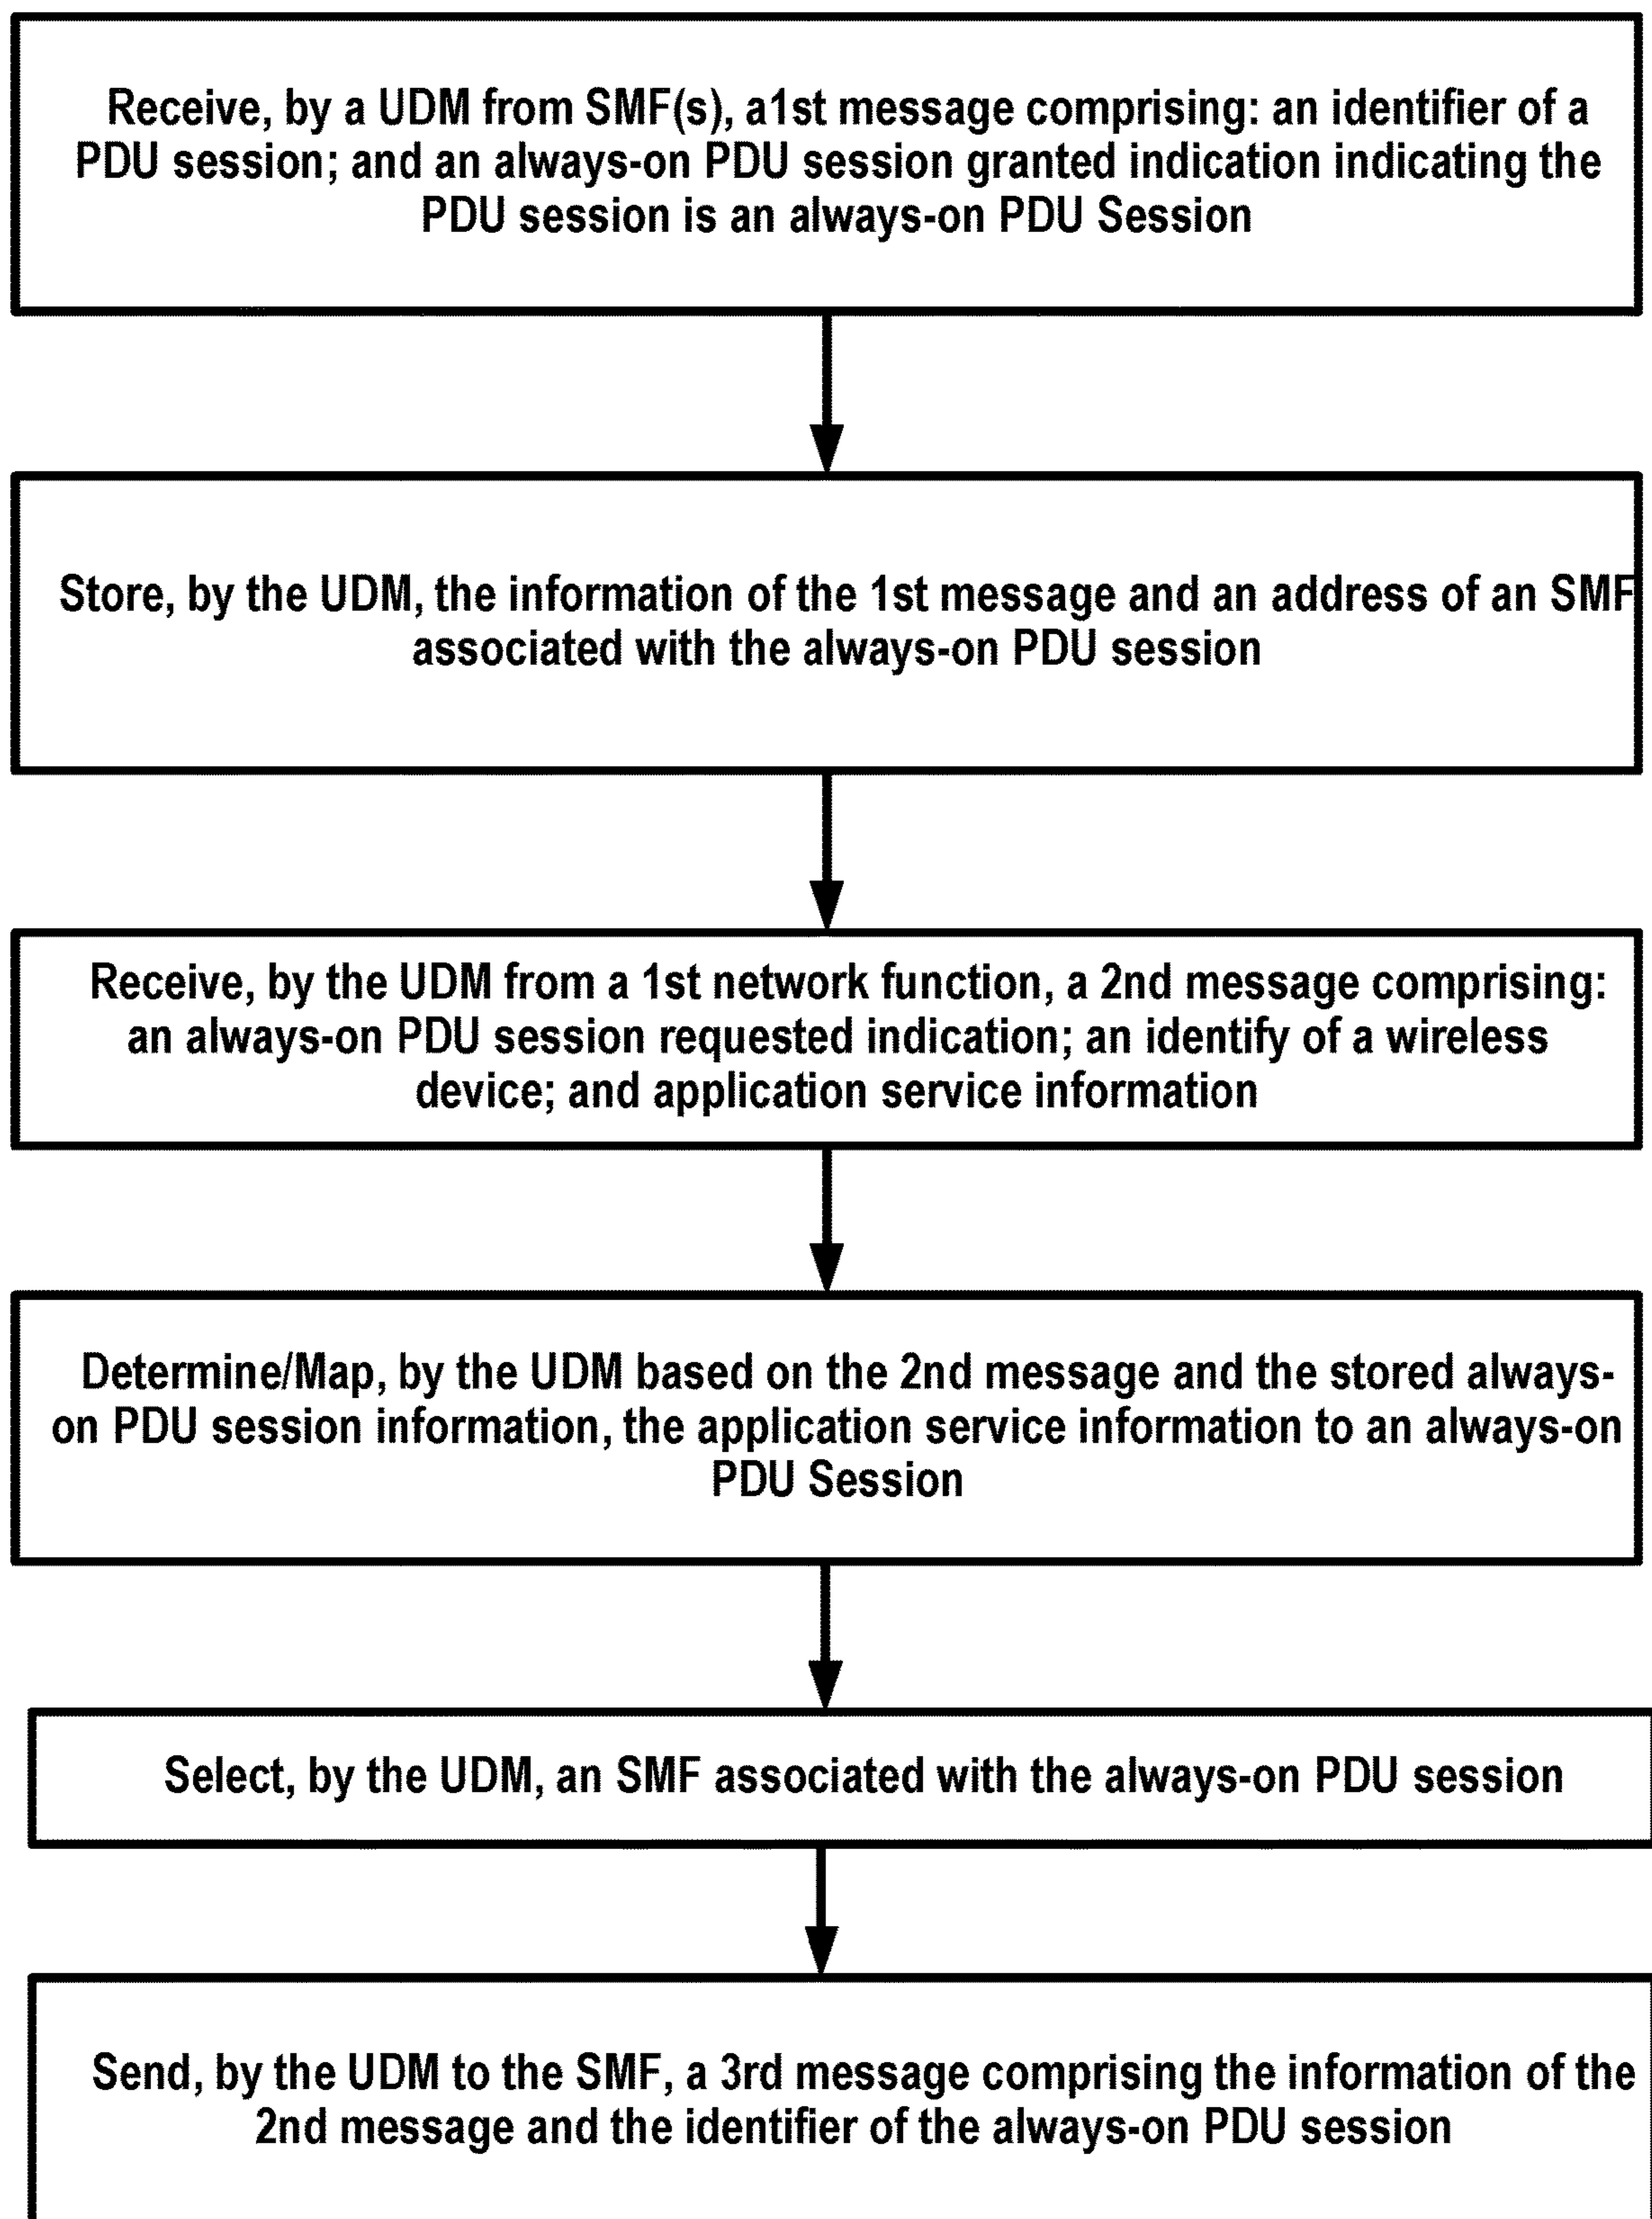 Receive, by a UDM from SMF(s), a1st message comprising: an identifier of a
PDU session; and an always-on PDU session granted indication indicating the
PDU session is an always-on PDU Session
Store, by the UDM, the information of the 1st message and an address of an SMF
associated with the always-on PDU session
Receive, by the UDM from a 1st network function, a 2nd message comprising:
an always-on PDU session requested indication; an identify of a wireless
device; and application service information
Determine/Map, by the UDM based on the 2nd message and the stored always-
on PDU session information, the application service information to an always-on
PDU Session
Select, by the UDM, an SMF associated with the always-on PDU session
Send, by the UDM to the SMF, a 3rd message comprising the information of the
2nd message and the identifier of the always-on PDU session